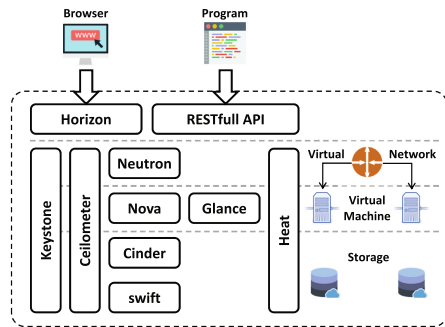 Browser
Program
WWW
Horizon
RESTfull API
Keystone
Ceilometer
Neutron
Nova
Glance
Cinder
swift
Heat
Virtual
Network
Virtual
Machine
Storage